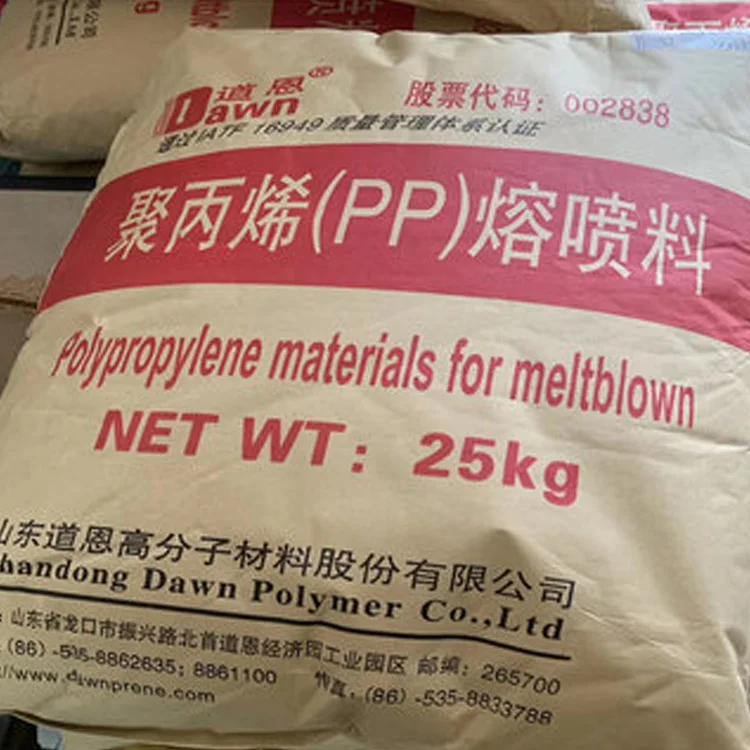 道恩®
Dawn
股票代码：002838
通过IATF 16949 质量管理体系认证
聚丙烯(PP)熔喷料
Polypropylene materials for meltblown
NET WT：25kg
山东道恩高分子材料股份有限公司
handong Dawn Polymer Co.,Ltd
：山东省龙口市振兴路北首道恩经济园工业园区 邮编：265700
(86) -535-8862635；8861100 传真：(86) -535-8833788
//www.dawnprene.com